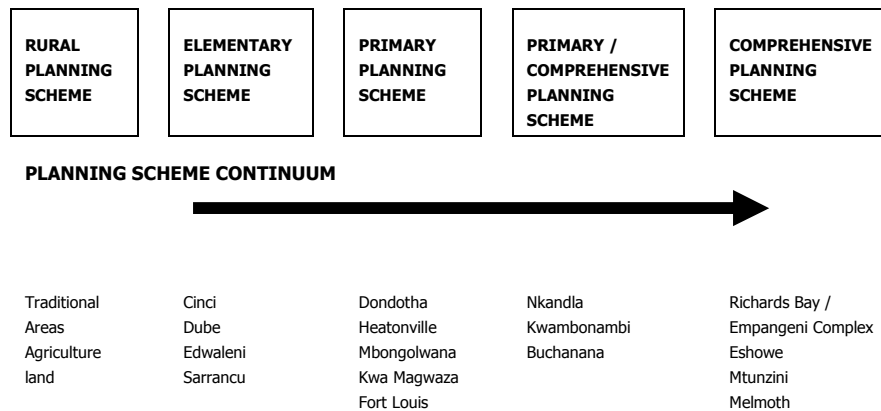 RURAL
PLANNING
SCHEME
ELEMENTARY
PLANNING
SCHEME
PRIMARY
PLANNING
SCHEME
PRIMARY /
COMPREHENSIVE
PLANNING
SCHEME
COMPREHENSIVE
PLANNING
SCHEME
PLANNING SCHEME CONTINUUM
Traditional
Areas
Agriculture
land
Cinci
Dube
Edwaleni
Sarrancu
Dondotha
Heatonville
Mbongolwana
Kwa Magwaza
Fort Louis
Nkandla
Kwambonambi
Buchanana
Richards Bay /
Empangeni Complex
Eshowe
Mtunzini
Melmoth